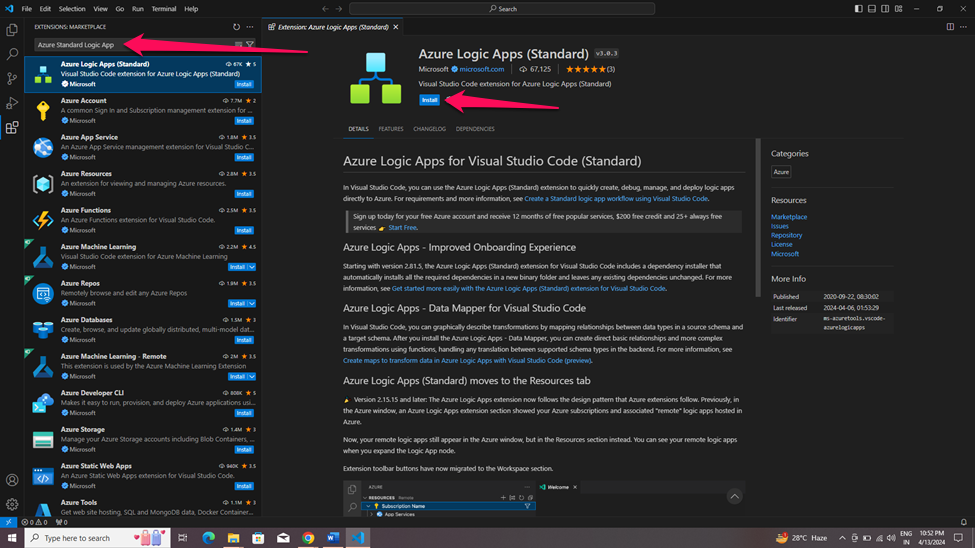 File Edit Selection View Go Run Terminal Help
Search
EXTENSIONS: MARKETPLACE
Azure Standard Logic App
Azure Logic Apps (Standard) 67K 5
Visual Studio Code extension for Azure Logic Apps (Standard)
Microsoft Install
Azure Account 7.7M 2
A common Sign In and Subscription management extension for ...
Microsoft Install
Azure App Service 1.8M 3.5
An Azure App Service management extension for Visual Studio C...
Microsoft Install
Azure Resources 2.8M 3.5
An extension for viewing and managing Azure resources.
Microsoft Install
Azure Functions 2.5M 3.5
An Azure Functions extension for Visual Studio Code.
Microsoft Install
Azure Machine Learning 2.2M 4.5
Visual Studio Code extension for Azure Machine Learning
Microsoft Install
Azure Repos 1.8M 3.5
Remotely browse and edit any Azure Repos
Microsoft Install
Azure Databases 1.5M 3
Create, browse, and update globally distributed, multi-model dat...
Microsoft Install
Azure Machine Learning - Remote 2M 3
This extension is used by the Azure Machine Learning Extension
Microsoft Install
Azure Developer CLI 808K 5
Makes it easy to run, provision, and deploy Azure applications us...
Microsoft Install
Azure Storage 1.4M 3
Manage your Azure Storage accounts including Blob Containers, ...
Microsoft Install
Azure Static Web Apps 940K 3.5
An Azure Static Web Apps extension for Visual Studio Code.
Microsoft Install
Azure Tools 1.1M 3
Get web site hosting, SQL and MongoDB data, Docker Container...
Extension: Azure Logic Apps (Standard)
Azure Logic Apps (Standard) v3.0.3
Microsoft microsoft.com 67,125 (3)
Visual Studio Code extension for Azure Logic Apps (Standard)
Install
DETAILS FEATURES CHANGELOG DEPENDENCIES
Azure Logic Apps for Visual Studio Code (Standard)
In Visual Studio Code, you can use the Azure Logic Apps (Standard) extension to quickly create, debug, manage, and deploy logic apps
directly to Azure. For requirements and more information, see Create a Standard logic app workflow using Visual Studio Code.
Sign up today for your free Azure account and receive 12 months of free popular services, $200 free credit and 25+ always free
services Start Free.
Azure Logic Apps - Improved Onboarding Experience
Starting with version 2.81.5, the Azure Logic Apps (Standard) extension for Visual Studio Code includes a dependency installer that
automatically installs all the required dependencies in a new binary folder and leaves any existing dependencies unchanged. For more
information, see Get started more easily with the Azure Logic Apps (Standard) extension for Visual Studio Code.
Azure Logic Apps - Data Mapper for Visual Studio Code
In Visual Studio Code, you can graphically describe transformations by mapping relationships between data types in a source schema and
a target schema. After you install the Azure Logic Apps - Data Mapper, you can create direct basic relationships and more complex
transformations using functions, handling any translation between supported schema types in the backend. For more information, see
Create maps to transform data in Azure Logic Apps with Visual Studio Code (preview).
Azure Logic Apps (Standard) moves to the Resources tab
Version 2.15.15 and later: The Azure Logic Apps extension now follows the design pattern that Azure extensions follow. Previously, in
the Azure window, an Azure Logic Apps extension section showed your Azure subscriptions and associated "remote" logic apps hosted in
Azure.
Now, your remote logic apps still appear in the Azure window, but in the Resources section instead. You can see your remote logic apps
when you expand the Logic App node.
Extension toolbar buttons have now migrated to the Workspace section.
AZURE
RESOURCES Remote
Subscription Name
App Services
Welcome
Categories
Azure
Resources
Marketplace
Issues
Repository
License
Microsoft
More Info
Published 2020-09-22, 08:30:02
Last released 2024-04-06, 01:53:29
Identifier ms-azuretools.vscode-
azurelogicapps
0 0 0
Type here to search
28°C Haze
ENG
IN
10:52 PM
4/13/2024